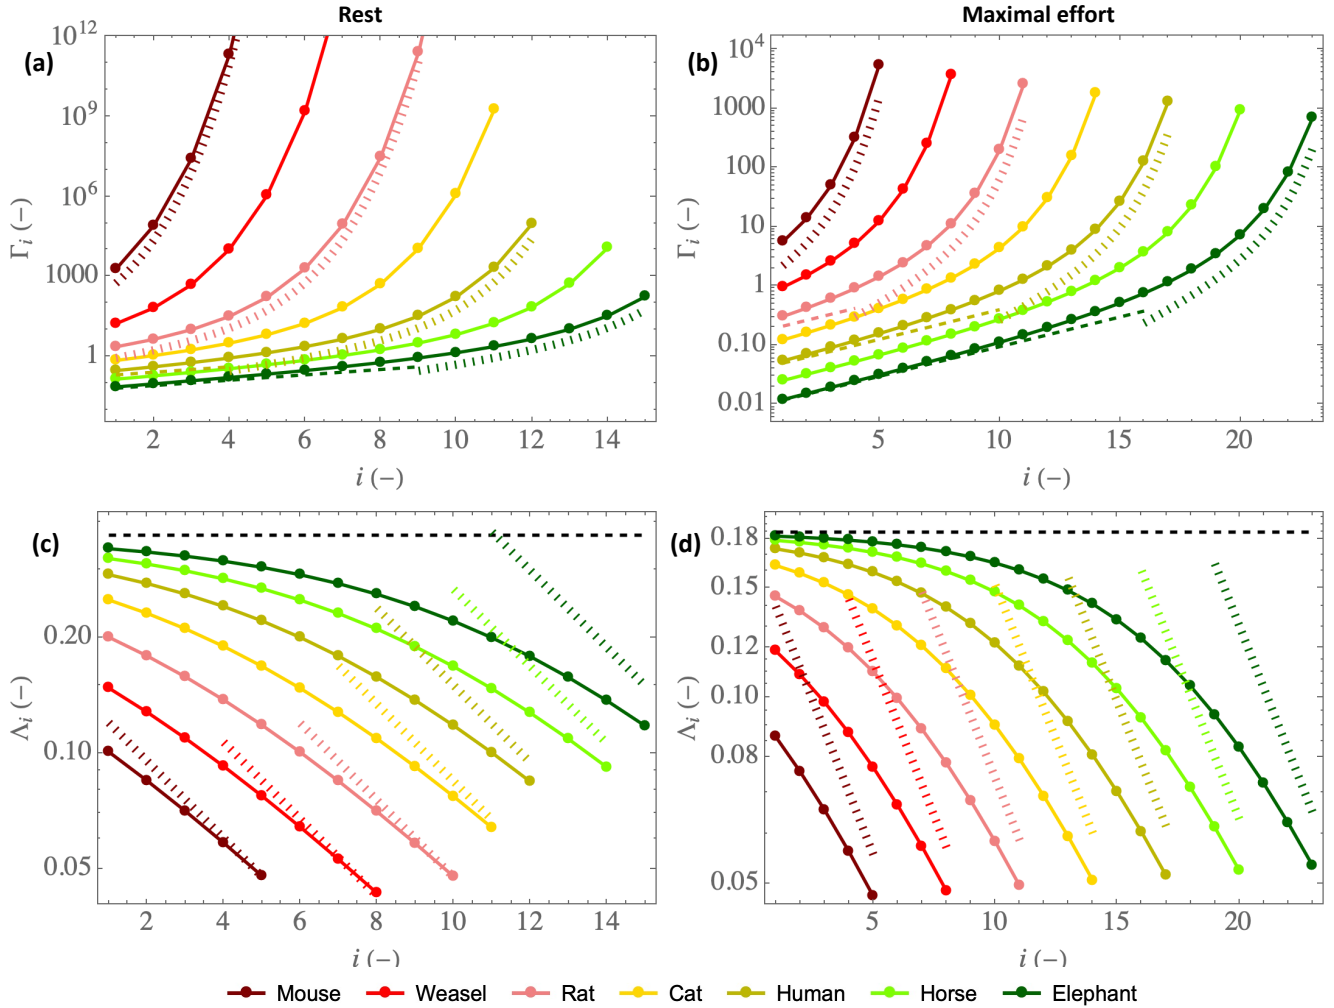 Rest
Maximal effort
(a)
10^12
10^9
10^6
1000
1
Γ_i (–)
2 4 6 8 10 12 14
i (–)
(b)
10^4
1000
100
10
1
0.10
0.01
Γ_i (–)
5 10 15 20
i (–)
(c)
0.20
0.10
0.05
Λ_i (–)
2 4 6 8 10 12 14
i (–)
(d)
0.18
0.15
0.12
0.10
0.08
0.05
Λ_i (–)
5 10 15 20
i (–)
Mouse Weasel Rat Cat Human Horse Elephant